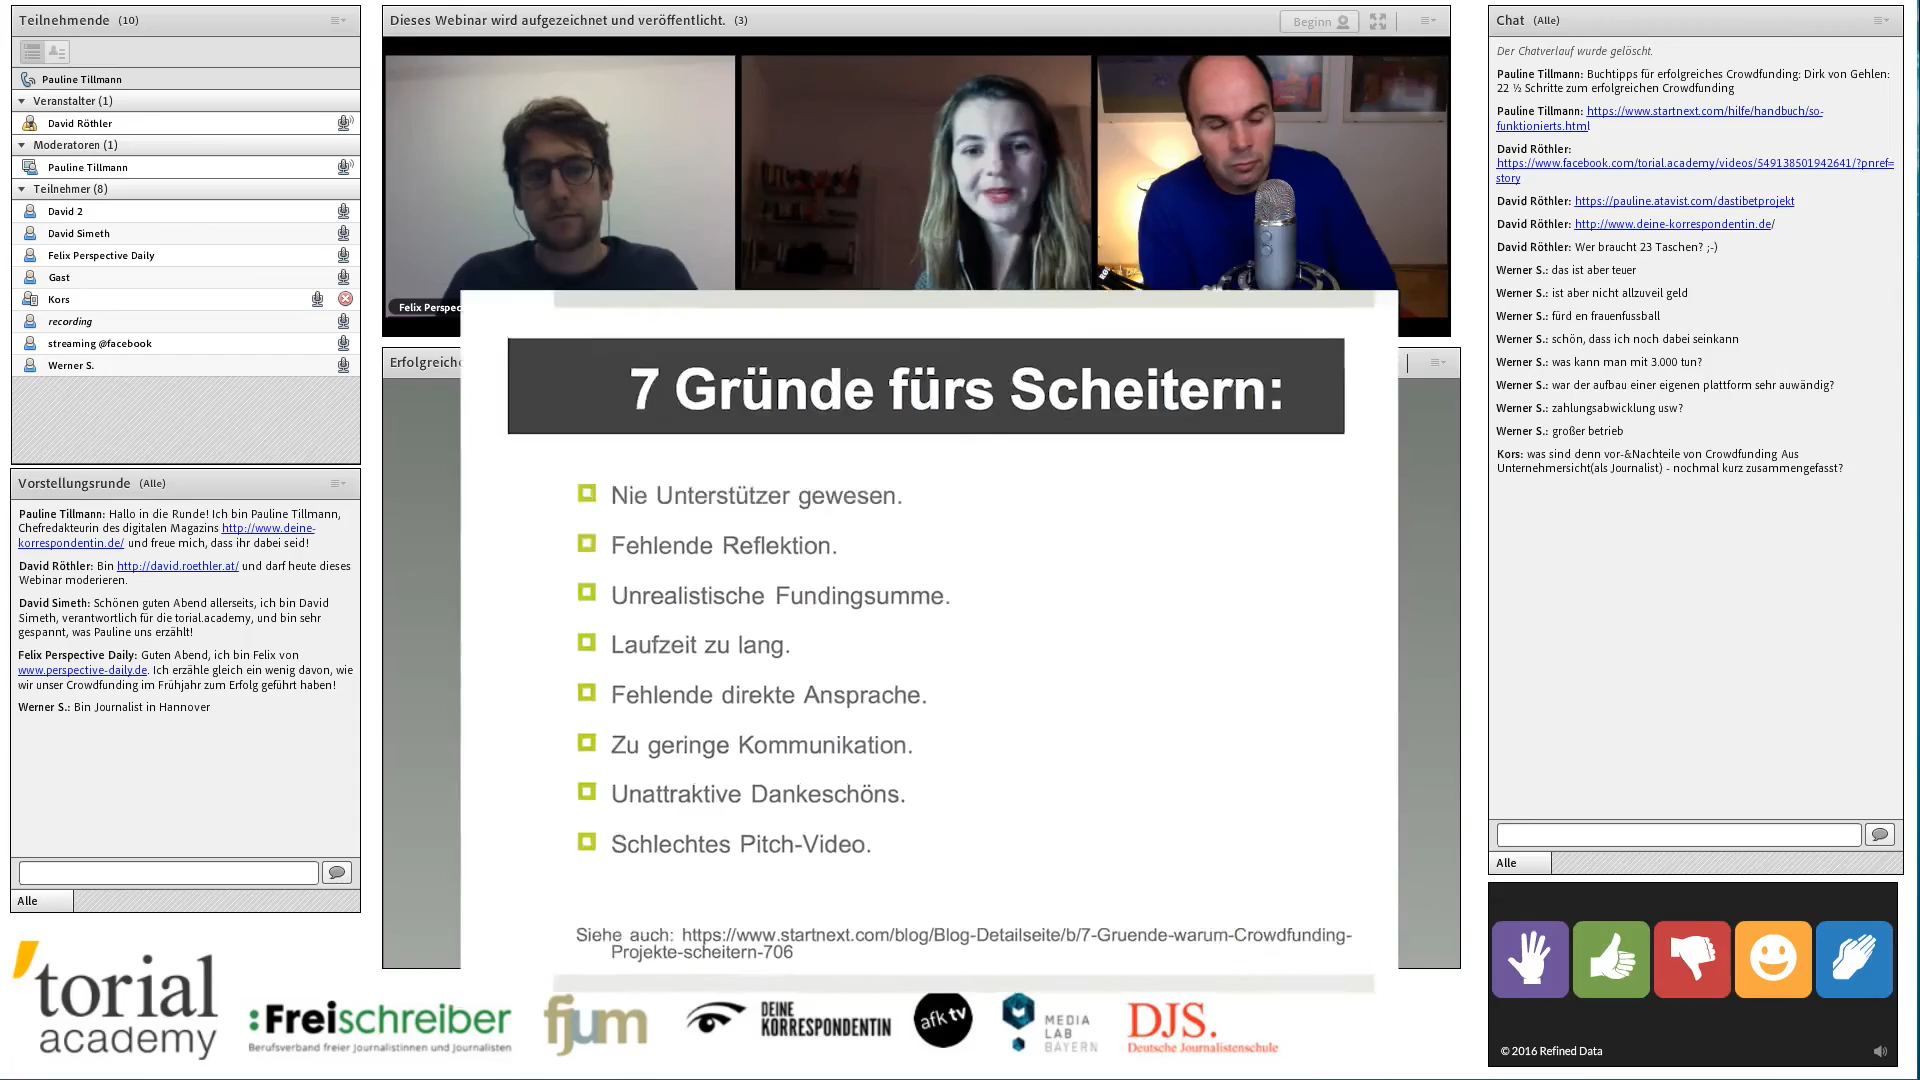 Teilnehmende (10)
Pauline Tillmann
Veranstalter (1)
David Röthler
Moderatoren (1)
Pauline Tillmann
Teilnehmer (8)
David 2
David Simeth
Felix Perspective Daily
Gast
Kors
recording
streaming @facebook
Werner S.
Vorstellungsrunde (Alle)
Pauline Tillmann: Hallo in die Runde! Ich bin Pauline Tillmann,
Chefredakteurin des digitalen Magazins http://www.deine-
korrespondentin.de/ und freue mich, dass ihr dabei seid!
David Röthler: Bin http://david.roethler.at/ und darf heute dieses
Webinar moderieren.
David Simeth: Schönen guten Abend allerseits, ich bin David
Simeth, verantwortlich für die torial.academy, und bin sehr
gespannt, was Pauline uns erzählt!
Felix Perspective Daily: Guten Abend, ich bin Felix von
www.perspective-daily.de. Ich erzähle gleich ein wenig davon, wie
wir unser Crowdfunding im Frühjahr zum Erfolg geführt haben!
Werner S.: Bin Journalist in Hannover
Alle
Dieses Webinar wird aufgezeichnet und veröffentlicht. (3)
Beginn
Felix Perspec
Erfolgreiche
7 Gründe fürs Scheitern:
Nie Unterstützer gewesen.
Fehlende Reflektion.
Unrealistische Fundingsumme.
Laufzeit zu lang.
Fehlende direkte Ansprache.
Zu geringe Kommunikation.
Unattraktive Dankeschöns.
Schlechtes Pitch-Video.
Siehe auch: https://www.startnext.com/blog/Blog-Detailseite/b/7-Gruende-warum-Crowdfunding-
Projekte-scheitern-706
Chat (Alle)
Der Chatverlauf wurde gelöscht.
Pauline Tillmann: Buchtipps für erfolgreiches Crowdfunding: Dirk von Gehlen:
22 ½ Schritte zum erfolgreichen Crowdfunding
Pauline Tillmann: https://www.startnext.com/hilfe/handbuch/so-
funktionierts.html
David Röthler:
https://www.facebook.com/torial.academy/videos/549138501942641/?pnref=
story
David Röthler: https://pauline.atavist.com/dastibetprojekt
David Röthler: http://www.deine-korrespondentin.de/
David Röthler: Wer braucht 23 Taschen? ;-)
Werner S.: das ist aber teuer
Werner S.: ist aber nicht allzuveil geld
Werner S.: fürd en frauenfussball
Werner S.: schön, dass ich noch dabei seinkann
Werner S.: was kann man mit 3.000 tun?
Werner S.: war der aufbau einer eigenen plattform sehr auwändig?
Werner S.: zahlungsabwicklung usw?
Werner S.: großer betrieb
Kors: was sind denn vor-&Nachteile von Crowdfunding Aus
Unternehmersicht(als Journalist) - nochmal kurz zusammengefasst?
Alle
© 2016 Refined Data
'torial
academy
:Freischreiber
Berufsverband freier Journalistinnen und Journalisten
fjum
DEINE
KORRESPONDENTIN
afk tv
MEDIA
LAB
BAYERN
DJS.
Deutsche Journalistenschule